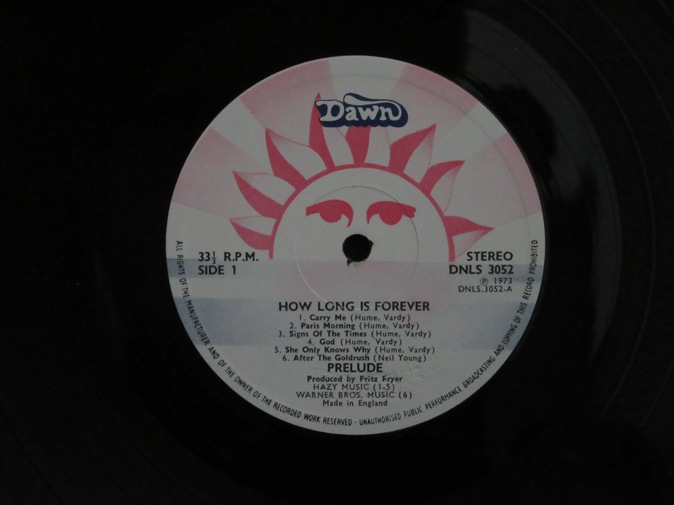 Dawn
33⅓ R.P.M.
SIDE 1
STEREO
DNLS 3052
℗ 1973
DNLS.3052-A
HOW LONG IS FOREVER
1. Carry Me (Hume, Vardy)
2. Paris Morning (Hume, Vardy)
3. Signs Of The Times (Hume, Vardy)
4. God (Hume, Vardy)
5. She Only Knows Why (Hume, Vardy)
6. After The Goldrush (Neil Young)
PRELUDE
Produced by Fritz Fryer
HAZY MUSIC (1-5)
WARNER BROS. MUSIC (6)
Made in England
ALL RIGHTS OF THE MANUFACTURER AND OF THE OWNER OF THE RECORDED WORK RESERVED - UNAUTHORISED PUBLIC PERFORMANCE BROADCASTING AND COPYING OF THIS RECORD PROHIBITED